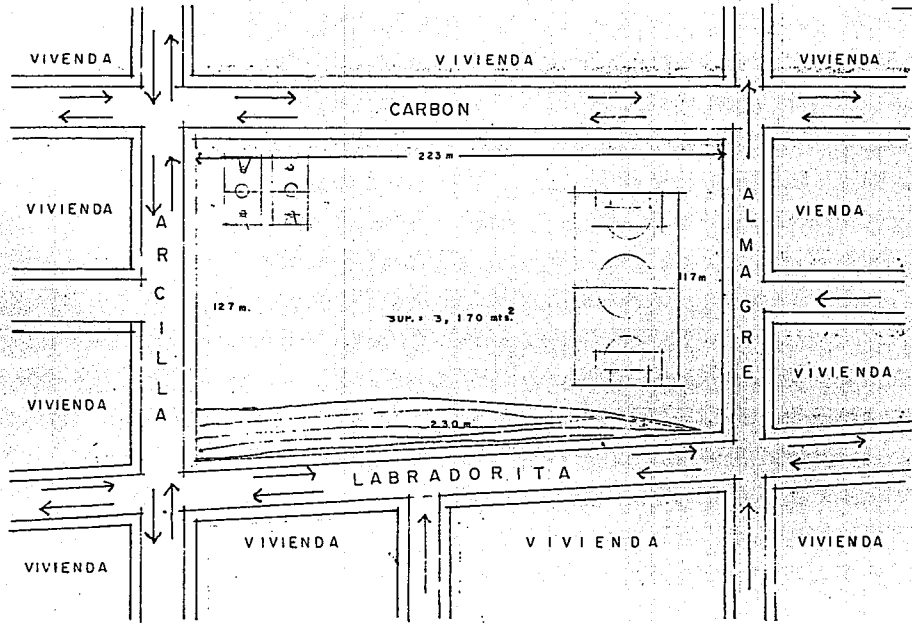 VIVENDA
VIVIENDA
VIVIENDA
CARBON
223 m
VIVIENDA
ARCILLA
ALMAGRE
VIENDA
117m
127 m.
SUP. = 3, 170 mts.²
VIVIENDA
VIVIENDA
230 m
LABRADORITA
VIVIENDA
VIVIENDA
VIVIENDA
VIVIENDA